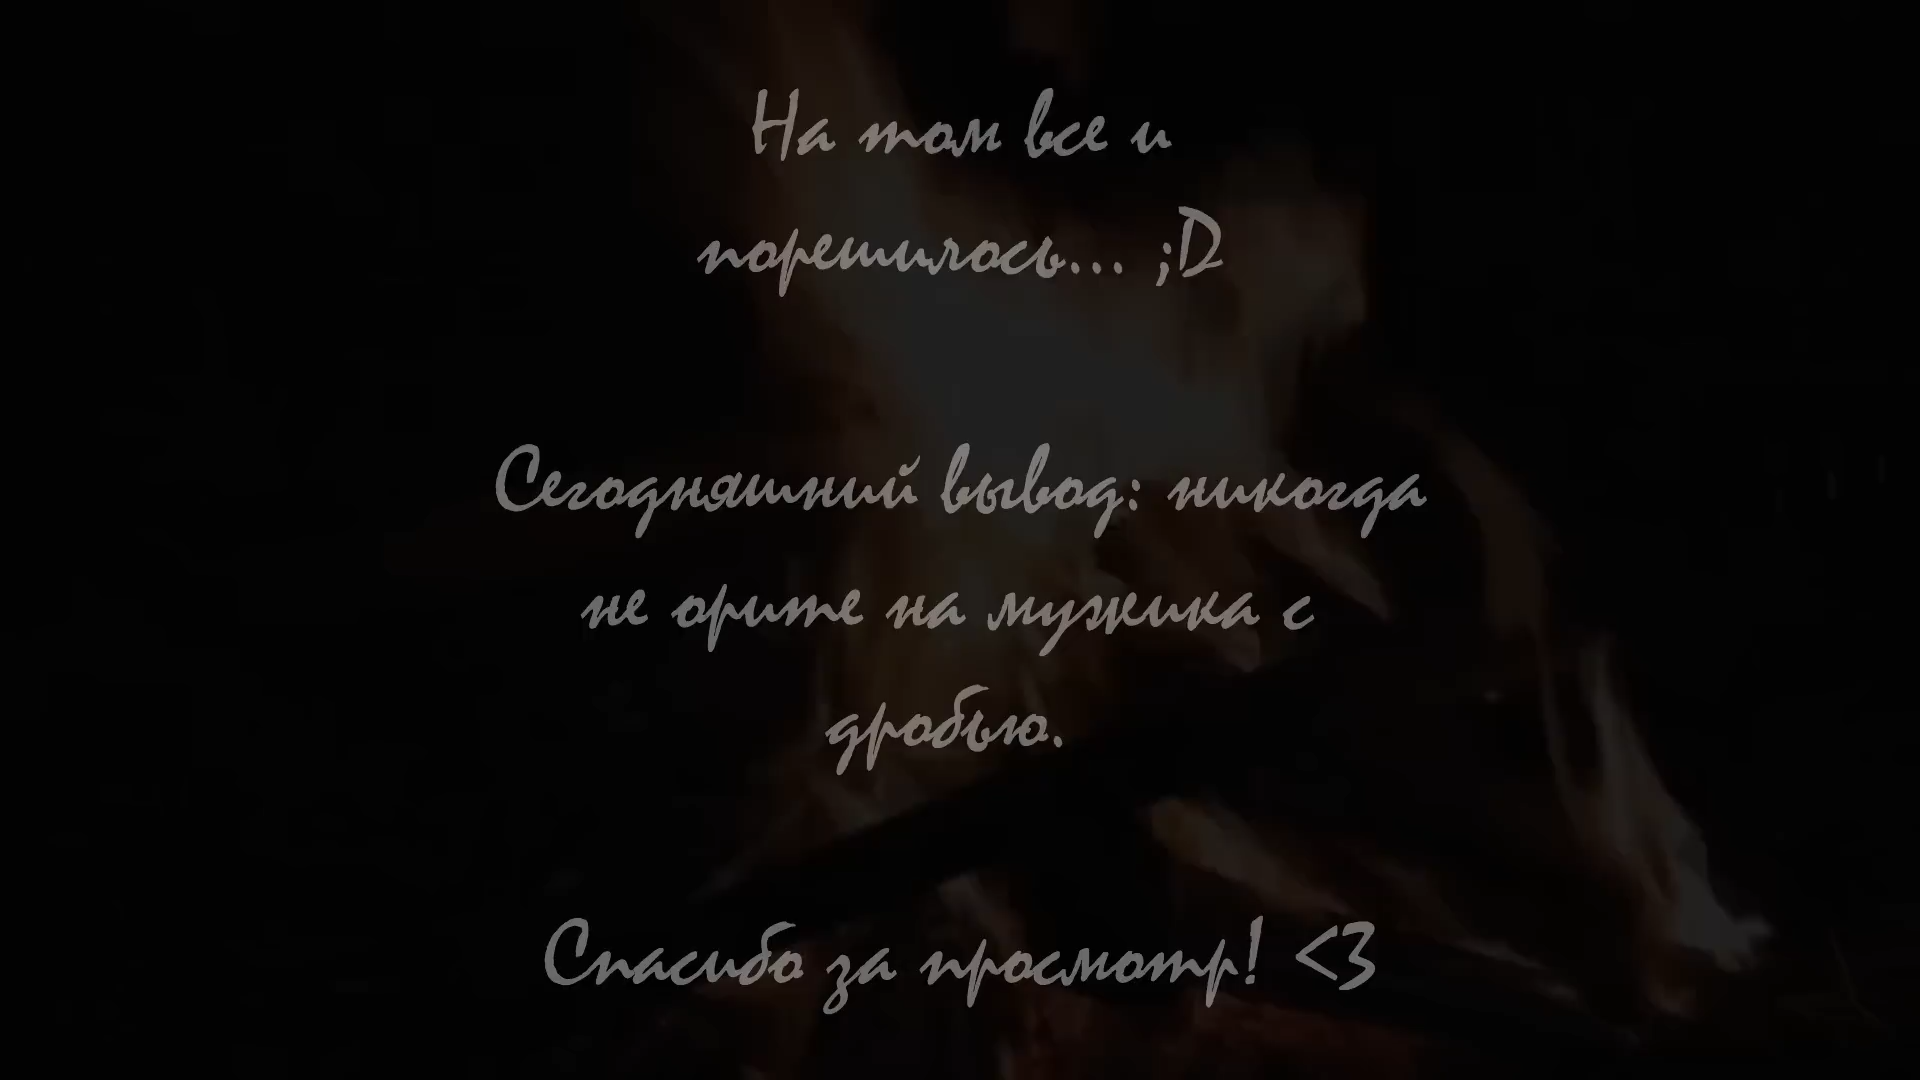 На том все и
порешилось... ;D
Сегодняшний вывод: никогда
не орите на мужика с
дробью.
Спасибо за просмотр! <3